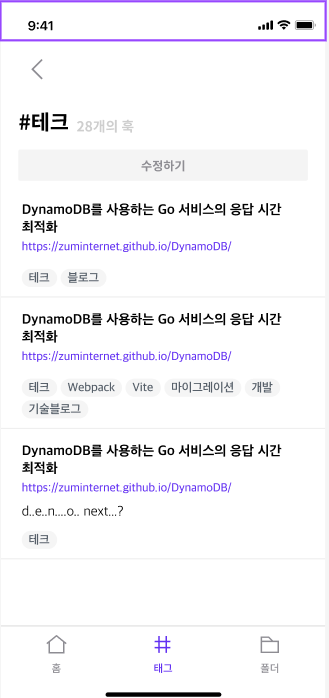 9:41
#테크 28개의 훅
수정하기
DynamoDB를 사용하는 Go 서비스의 응답 시간
최적화
https://zuminternet.github.io/DynamoDB/
테크 블로그
DynamoDB를 사용하는 Go 서비스의 응답 시간
최적화
https://zuminternet.github.io/DynamoDB/
테크 Webpack Vite 마이그레이션 개발
기술블로그
DynamoDB를 사용하는 Go 서비스의 응답 시간
최적화
https://zuminternet.github.io/DynamoDB/
d..e..n....o.. next...?
테크
홈 태그 폴더